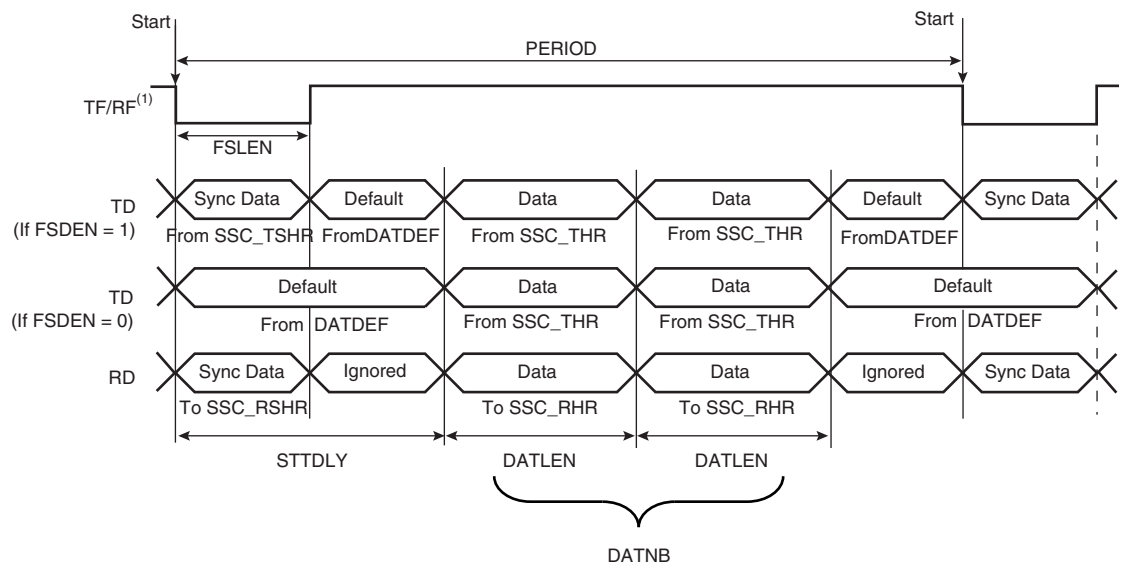 Start
Start
PERIOD
TF/RF(1)
FSLEN
TD
(If FSDEN = 1)
Sync Data
Default
Data
Data
Default
Sync Data
From SSC_TSHR
FromDATDEF
From SSC_THR
From SSC_THR
FromDATDEF
TD
(If FSDEN = 0)
Default
Data
Data
Default
From DATDEF
From SSC_THR
From SSC_THR
From DATDEF
RD
Sync Data
Ignored
Data
Data
Ignored
Sync Data
To SSC_RSHR
To SSC_RHR
To SSC_RHR
STTDLY
DATLEN
DATLEN
DATNB